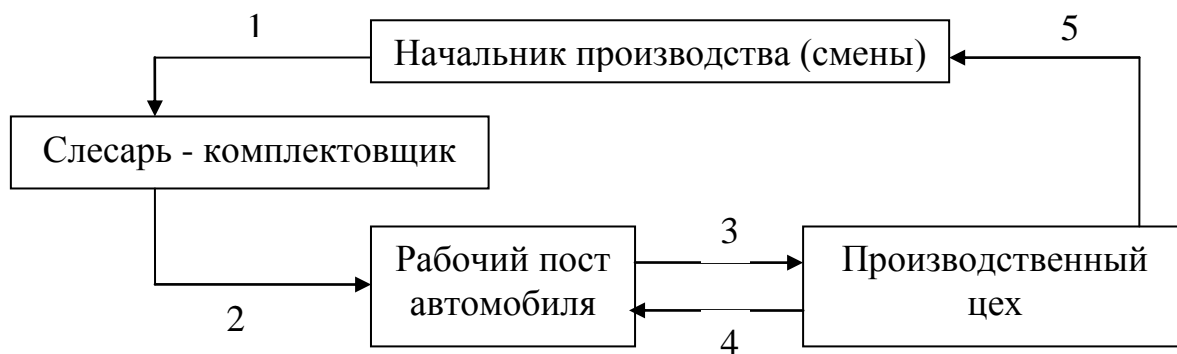 1
Начальник производства (смены)
5
Слесарь - комплектовщик
Рабочий пост
автомобиля
3
Производственный
цех
2
4